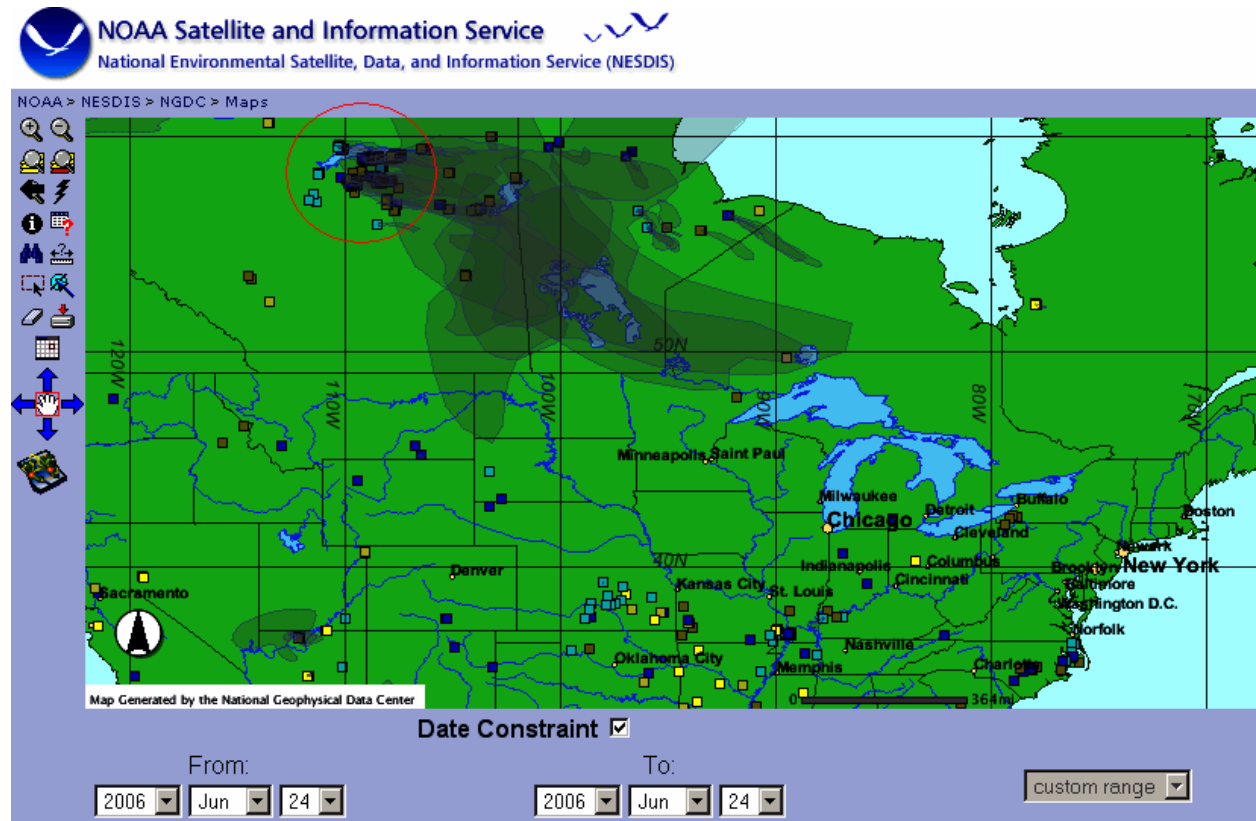 NOAA Satellite and Information Service
National Environmental Satellite, Data, and Information Service (NESDIS)
NOAA > NESDIS > NGDC > Maps
50N
120W
110W
100W
90W
80W
70W
Minneapolis Saint Paul
Milwaukee
Buffalo
Chicago
Detroit
Boston
Cleveland
Newark
40N
Denver
Indianapolis
Columbus
Brooklyn
New York
Sacramento
Kansas City
St. Louis
Cincinnati
Baltimore
Washington D.C.
Norfolk
Nashville
Oklahoma City
Memphis
Charlotte
Map Generated by the National Geophysical Data Center
0
364mi
Date Constraint
From:
To:
2006 Jun 24
2006 Jun 24
custom range